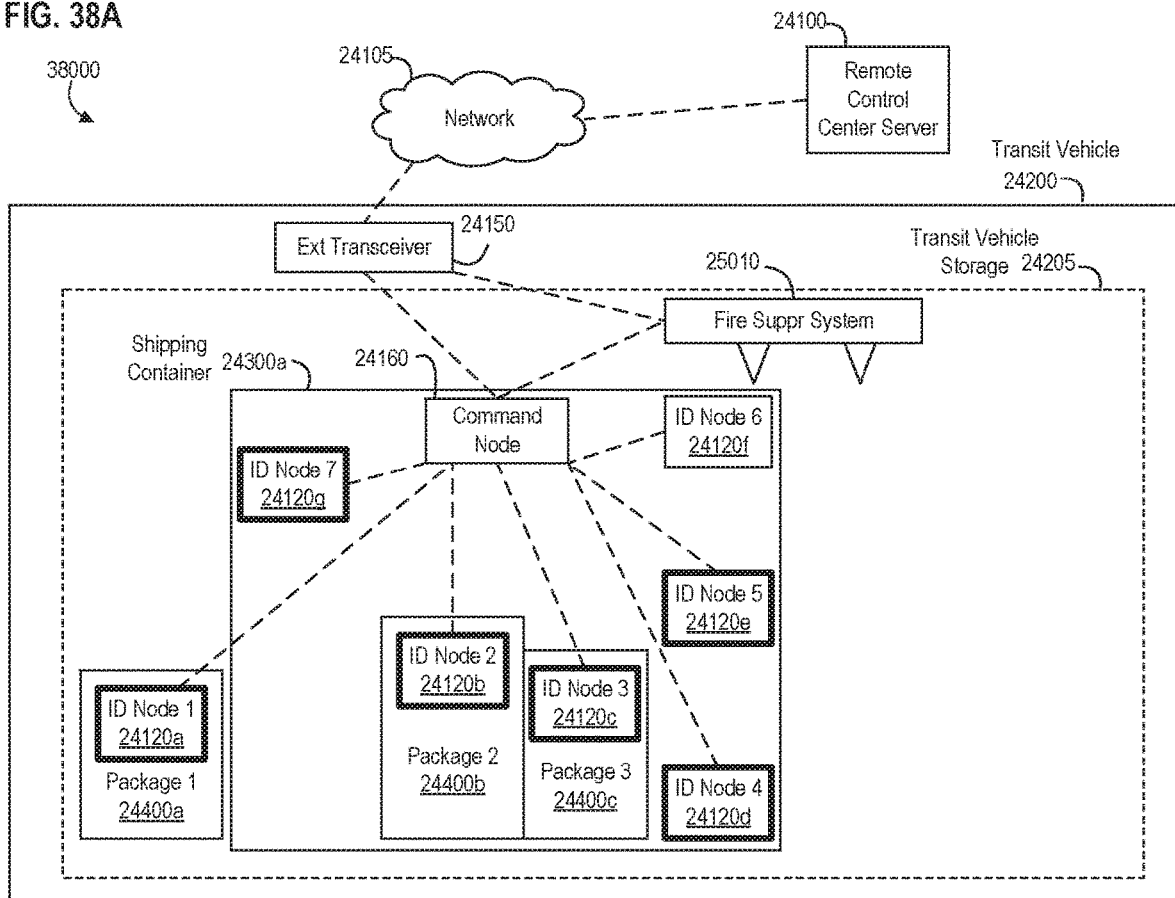 FIG. 38A
38000
24105
Network
24100
Remote
Control
Center Server
Transit Vehicle
24200
Ext Transceiver
24150
Transit Vehicle
Storage 24205
25010
Fire Suppr System
Shipping
Container
24300a
24160
Command
Node
ID Node 6
24120f
ID Node 7
24120g
ID Node 5
24120e
ID Node 2
24120b
ID Node 3
24120c
ID Node 1
24120a
Package 1
24400a
Package 2
24400b
Package 3
24400c
ID Node 4
24120d